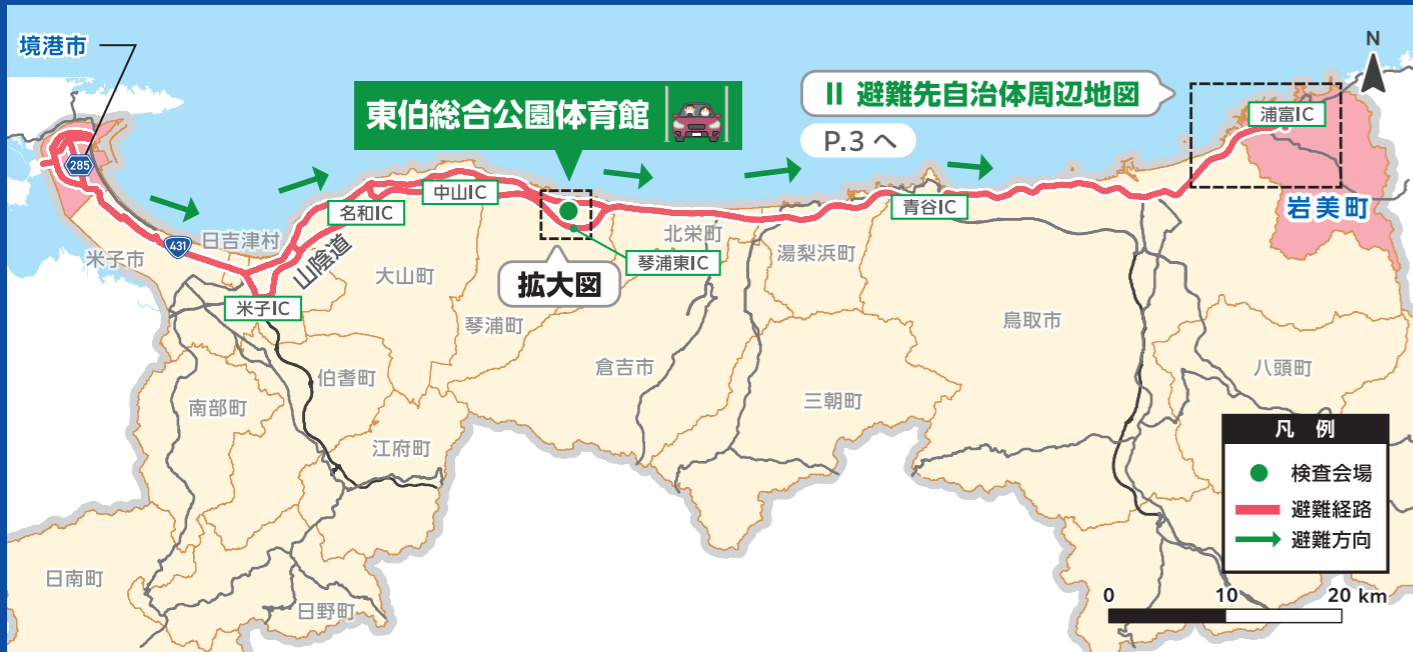 境港市
N
II 避難先自治体周辺地図
P.3 へ
東伯総合公園体育館
浦富IC
285
中山IC
名和IC
青谷IC
岩美町
日吉津村
431
北栄町
米子市
山陰道
湯梨浜町
琴浦東IC
大山町
拡大図
米子IC
鳥取市
琴浦町
倉吉市
八頭町
伯耆町
三朝町
南部町
江府町
凡 例
検査会場
避難経路
避難方向
日南町
日野町
0 10 20 km